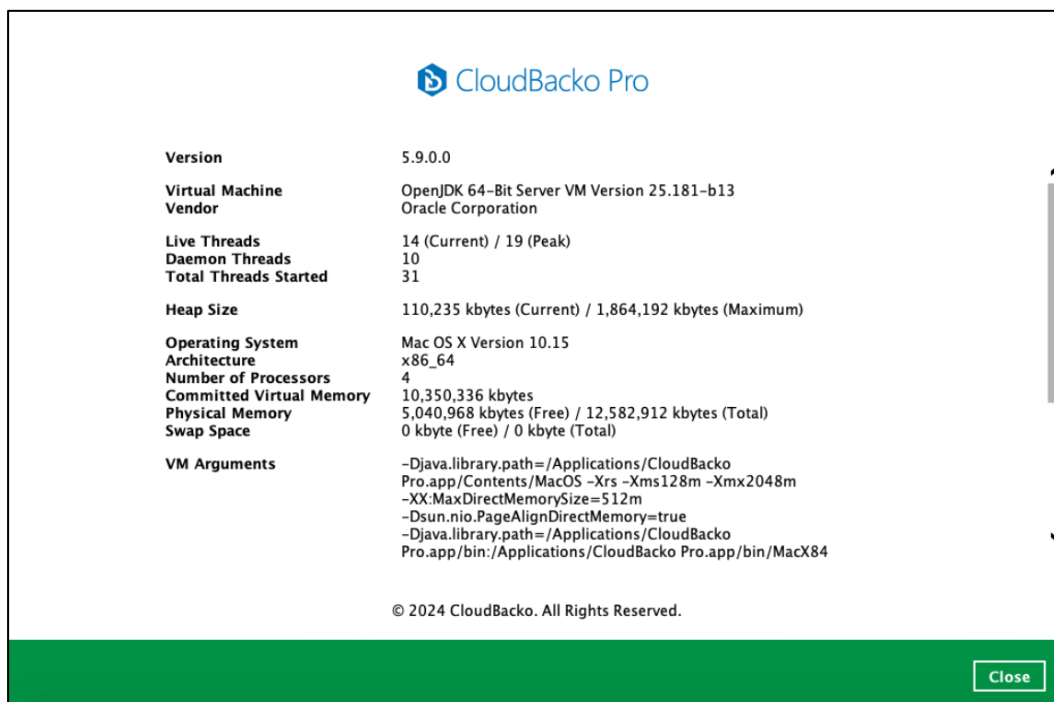 CloudBacko Pro
Version 5.9.0.0
Virtual Machine OpenJDK 64-Bit Server VM Version 25.181-b13
Vendor Oracle Corporation
Live Threads 14 (Current) / 19 (Peak)
Daemon Threads 10
Total Threads Started 31
Heap Size 110,235 kbytes (Current) / 1,864,192 kbytes (Maximum)
Operating System Mac OS X Version 10.15
Architecture x86_64
Number of Processors 4
Committed Virtual Memory 10,350,336 kbytes
Physical Memory 5,040,968 kbytes (Free) / 12,582,912 kbytes (Total)
Swap Space 0 kbyte (Free) / 0 kbyte (Total)
VM Arguments -Djava.library.path=/Applications/CloudBacko
Pro.app/Contents/MacOS -Xrs -Xms128m -Xmx2048m
-XX:MaxDirectMemorySize=512m
-Dsun.nio.PageAlignDirectMemory=true
-Djava.library.path=/Applications/CloudBacko
Pro.app/bin:/Applications/CloudBacko Pro.app/bin/MacX84
© 2024 CloudBacko. All Rights Reserved.
Close